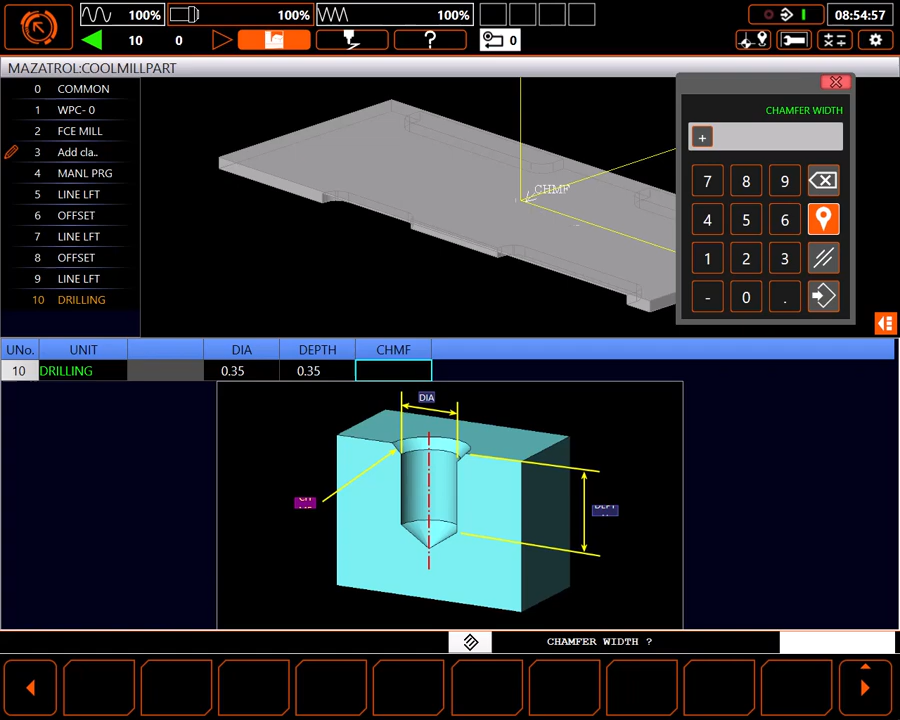 100% 100% 100% 08:54:57
10 0 ? 0
MAZATROL:COOLMILLPART
0 COMMON
1 WPC- 0
2 FCE MILL
3 Add cla..
4 MANL PRG
5 LINE LFT
6 OFFSET
7 LINE LFT
8 OFFSET
9 LINE LFT
10 DRILLING
CHMF
CHAMFER WIDTH
+
7 8 9
4 5 6
1 2 3
- 0 .
UNo. UNIT DIA DEPTH CHMF
10 DRILLING 0.35 0.35
DIA
CHAMFER WIDTH ?